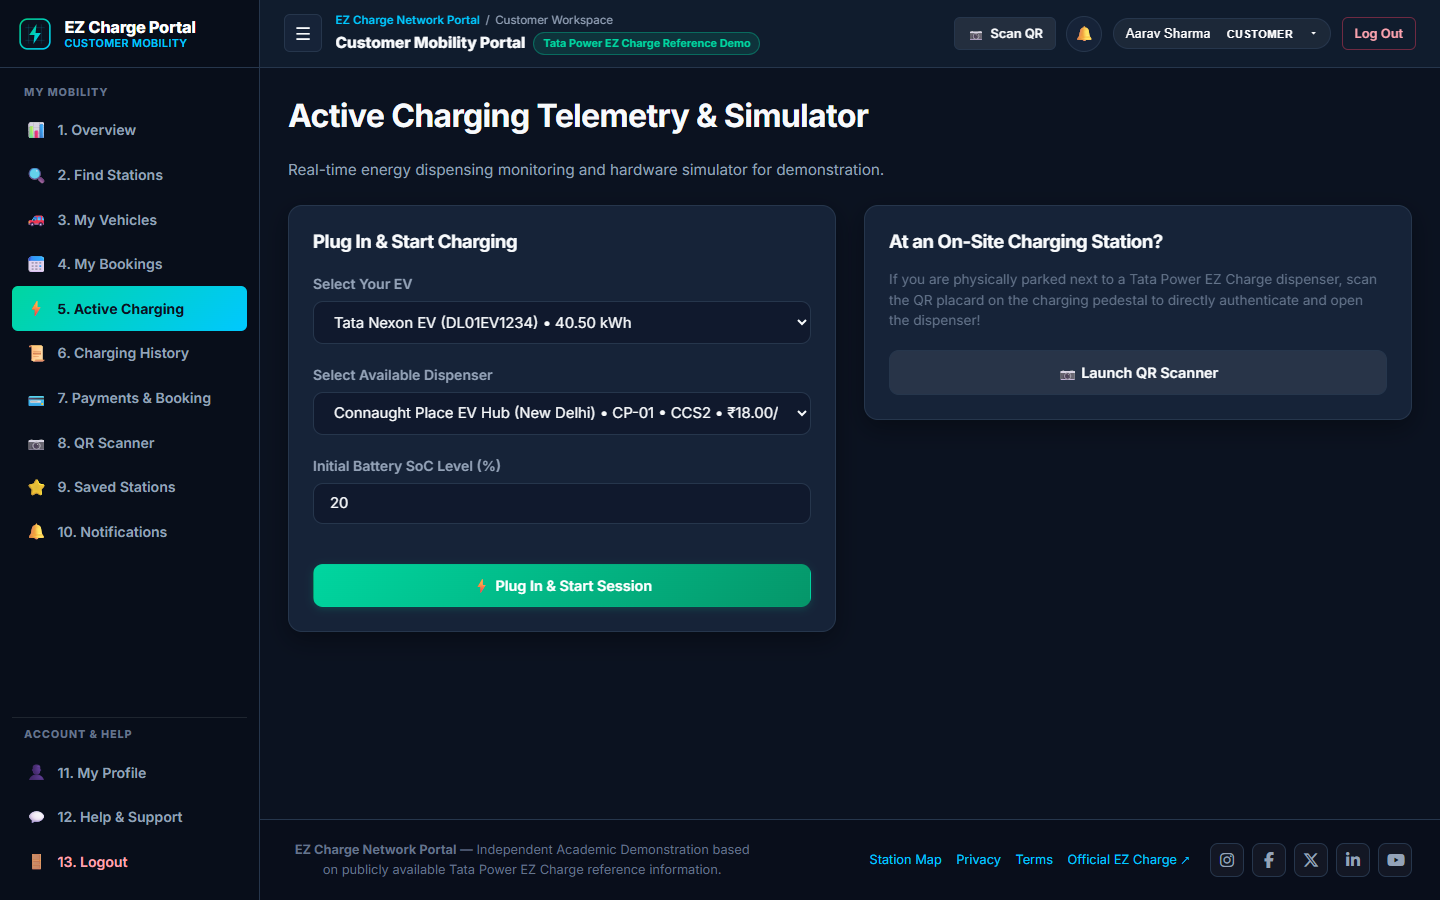 EZ Charge Portal
CUSTOMER MOBILITY
EZ Charge Network Portal / Customer Workspace
Customer Mobility Portal Tata Power EZ Charge Reference Demo
Scan QR
Aarav Sharma CUSTOMER
Log Out
MY MOBILITY
1. Overview
2. Find Stations
3. My Vehicles
4. My Bookings
5. Active Charging
6. Charging History
7. Payments & Booking
8. QR Scanner
9. Saved Stations
10. Notifications
ACCOUNT & HELP
11. My Profile
12. Help & Support
13. Logout
Active Charging Telemetry & Simulator
Real-time energy dispensing monitoring and hardware simulator for demonstration.
Plug In & Start Charging
Select Your EV
Tata Nexon EV (DL01EV1234) • 40.50 kWh
Select Available Dispenser
Connaught Place EV Hub (New Delhi) • CP-01 • CCS2 • ₹18.00/
Initial Battery SoC Level (%)
20
Plug In & Start Session
At an On-Site Charging Station?
If you are physically parked next to a Tata Power EZ Charge dispenser, scan
the QR placard on the charging pedestal to directly authenticate and open
the dispenser!
Launch QR Scanner
EZ Charge Network Portal — Independent Academic Demonstration based
on publicly available Tata Power EZ Charge reference information.
Station Map Privacy Terms Official EZ Charge ↗